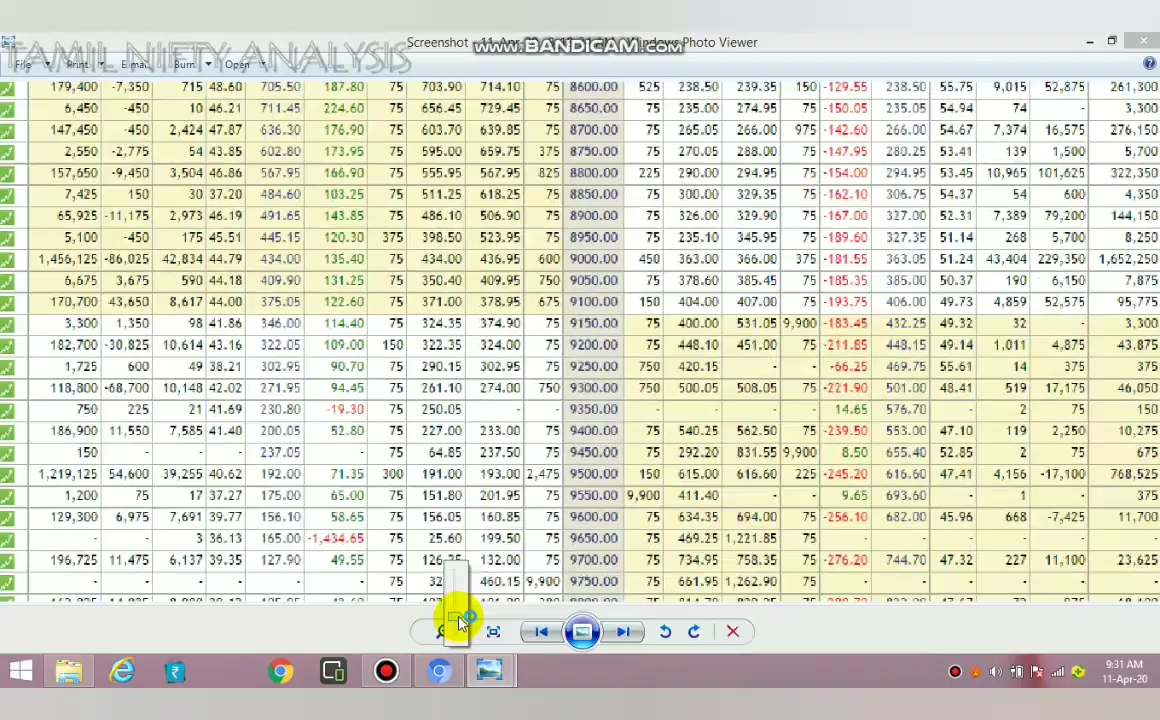 TAMIL NIFTY ANALYSIS
Screenshot
www.BANDICAM.com
Windows Photo Viewer
File Print E-mail Burn Open
179,400 -7,350 715 48.60 705.50 187.80 75 703.90 714.10 75 8600.00 525 238.50 239.35 150 -129.55 238.50 55.75 9,015 52,875 261,300
6,450 -450 10 46.21 711.45 224.60 75 656.45 729.45 75 8650.00 75 235.00 274.95 75 -150.05 235.05 54.94 74 - 3,300
147,450 -450 2,424 47.87 636.30 176.90 75 603.70 639.85 75 8700.00 75 265.05 266.00 975 -142.60 266.00 54.67 7,374 16,575 276,150
2,550 -2,775 54 43.85 602.80 173.95 75 595.00 659.75 375 8750.00 75 270.05 288.00 75 -147.95 280.25 53.41 139 1,500 5,700
157,650 -9,450 3,504 46.86 567.95 166.90 75 555.95 567.95 825 8800.00 225 290.00 294.95 75 -154.00 294.95 53.45 10,965 101,625 322,350
7,425 150 30 37.20 484.60 103.25 75 511.25 618.25 75 8850.00 75 300.00 329.35 75 -162.10 306.75 54.37 54 600 4,350
65,925 -11,175 2,973 46.19 491.65 143.85 75 486.10 506.90 75 8900.00 75 326.00 329.90 75 -167.00 327.00 52.31 7,389 79,200 144,150
5,100 -450 175 45.51 445.15 120.30 375 398.50 523.95 75 8950.00 75 235.10 345.95 75 -189.60 327.35 51.14 268 5,700 8,250
1,456,125 -86,025 42,834 44.79 434.00 135.40 75 434.00 436.95 600 9000.00 450 363.00 366.00 375 -181.55 363.05 51.24 43,404 229,350 1,652,250
6,675 3,675 590 44.18 409.90 131.25 75 350.40 409.95 750 9050.00 75 378.60 385.45 75 -185.35 385.00 50.37 190 6,150 7,875
170,700 43,650 8,617 44.00 375.05 122.60 75 371.00 378.95 675 9100.00 150 404.00 407.00 75 -193.75 406.00 49.73 4,859 52,575 95,775
3,300 1,350 98 41.86 346.00 114.40 75 324.35 374.90 75 9150.00 75 400.00 531.05 9,900 -183.45 432.25 49.32 32 - 3,300
182,700 -30,825 10,614 43.16 322.05 109.00 150 322.35 324.00 75 9200.00 75 448.10 451.00 75 -211.85 448.15 49.14 1,011 4,875 43,875
1,725 600 49 38.21 302.95 90.70 75 290.15 302.95 75 9250.00 750 420.15 - - -66.25 469.75 55.61 14 375 375
118,800 -68,700 10,148 42.02 271.95 94.45 75 261.10 274.00 750 9300.00 750 500.05 508.05 75 -221.90 501.00 48.41 519 17,175 46,050
750 225 21 41.69 230.80 -19.30 75 250.05 - - 9350.00 - - - - 14.65 576.70 - 2 75 150
186,900 11,550 7,585 41.40 200.05 52.80 75 227.00 233.00 75 9400.00 75 540.25 562.50 75 -239.50 553.00 47.10 119 2,250 10,275
150 - - - 237.05 - 75 64.85 237.50 75 9450.00 75 292.20 831.55 9,900 8.50 655.40 52.85 2 75 675
1,219,125 54,600 39,255 40.62 192.00 71.35 300 191.00 193.00 2,475 9500.00 150 615.00 616.60 225 -245.20 616.60 47.41 4,156 -17,100 768,525
1,200 75 17 37.27 175.00 65.00 75 151.80 201.95 75 9550.00 9,900 411.40 - - 9.65 693.60 - 1 - 375
129,300 6,975 7,691 39.77 156.10 58.65 75 156.05 160.85 75 9600.00 75 634.35 694.00 75 -256.10 682.00 45.96 668 -7,425 11,700
- - 3 36.13 165.00 -1,434.65 75 25.60 199.50 75 9650.00 75 469.25 1,221.85 75 - - - - - -
196,725 11,475 6,137 39.35 127.90 49.55 75 132.00 75 9700.00 75 734.95 758.35 75 -276.20 744.70 47.32 227 11,100 23,625
- - - - - - 75 460.15 9,900 9750.00 75 661.95 1,262.90 75 - - - - - -
9:31 AM
11-Apr-20